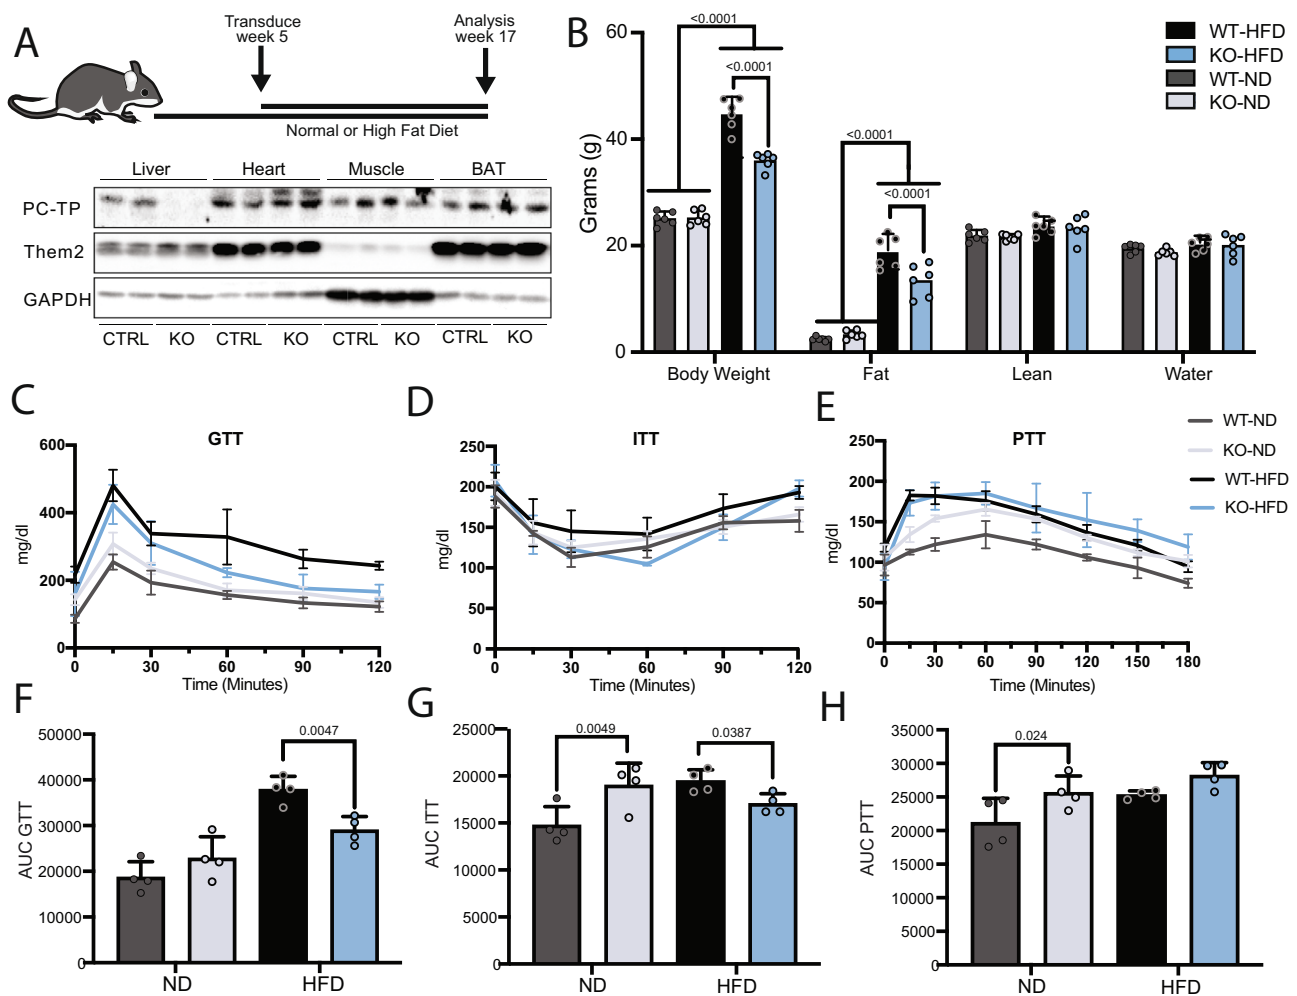 A
Transduce
week 5
Analysis
week 17
Normal or High Fat Diet
Liver
Heart
Muscle
BAT
PC-TP
Them2
GAPDH
CTRL
KO
CTRL
KO
CTRL
KO
CTRL
KO
B
Grams (g)
60
40
20
0
<0.0001
<0.0001
<0.0001
<0.0001
Body Weight
Fat
Lean
Water
WT-HFD
KO-HFD
WT-ND
KO-ND
C
GTT
mg/dl
600
400
200
0
0
30
60
90
120
Time (Minutes)
D
ITT
mg/dl
250
200
150
100
50
0
0
30
60
90
120
Time (Minutes)
E
PTT
mg/dl
250
200
150
100
50
0
0
30
60
90
120
150
180
Time (Minutes)
WT-ND
KO-ND
WT-HFD
KO-HFD
F
AUC GTT
50000
40000
30000
20000
10000
0
0.0047
ND
HFD
G
AUC ITT
25000
20000
15000
10000
5000
0
0.0049
0.0387
ND
HFD
H
AUC PTT
35000
30000
25000
20000
15000
10000
5000
0
0.024
ND
HFD